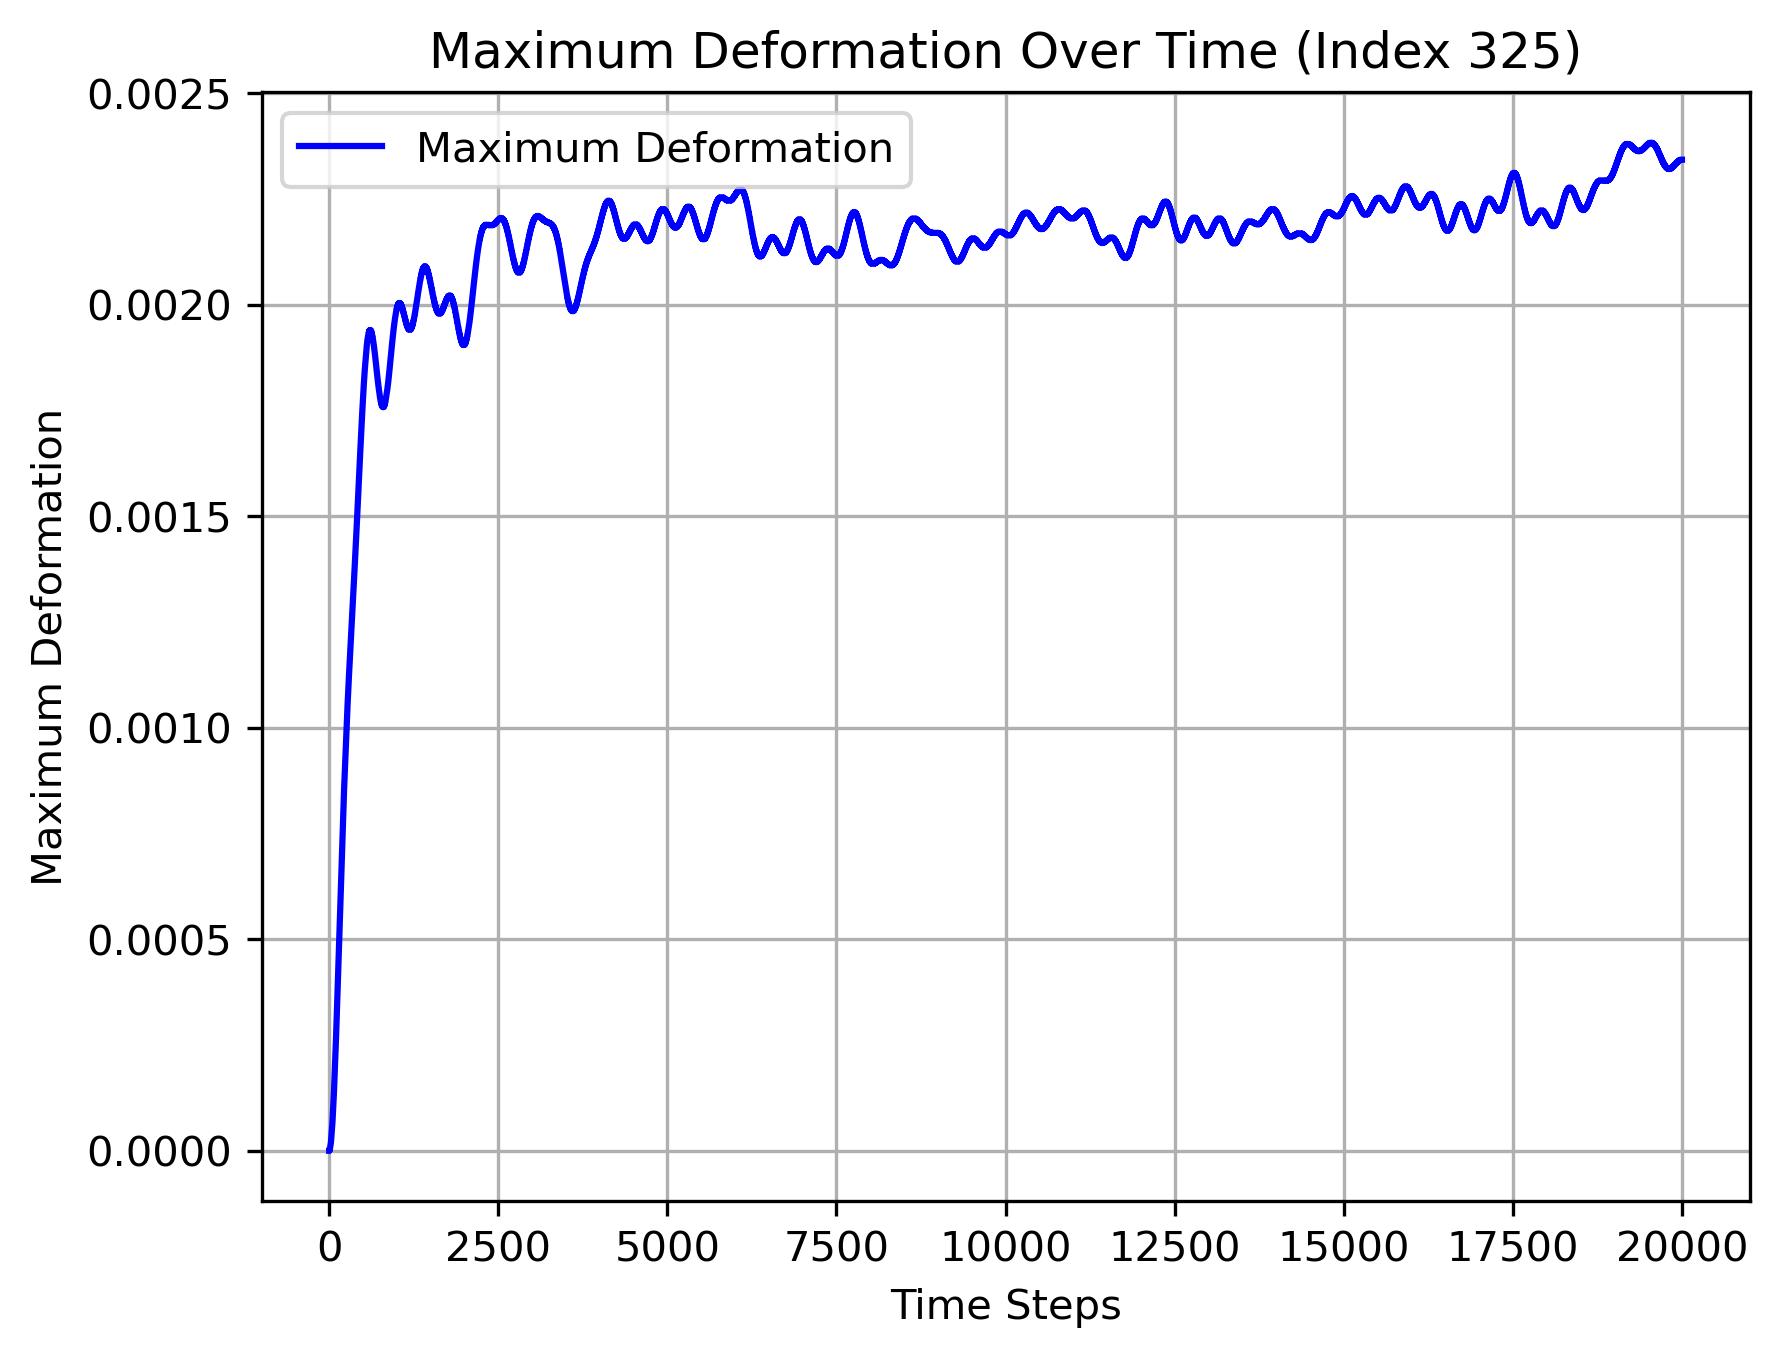 Maximum Deformation Over Time (Index 325)
Maximum Deformation
Maximum Deformation
0.0025
0.0020
0.0015
0.0010
0.0005
0.0000
0 2500 5000 7500 10000 12500 15000 17500 20000
Time Steps